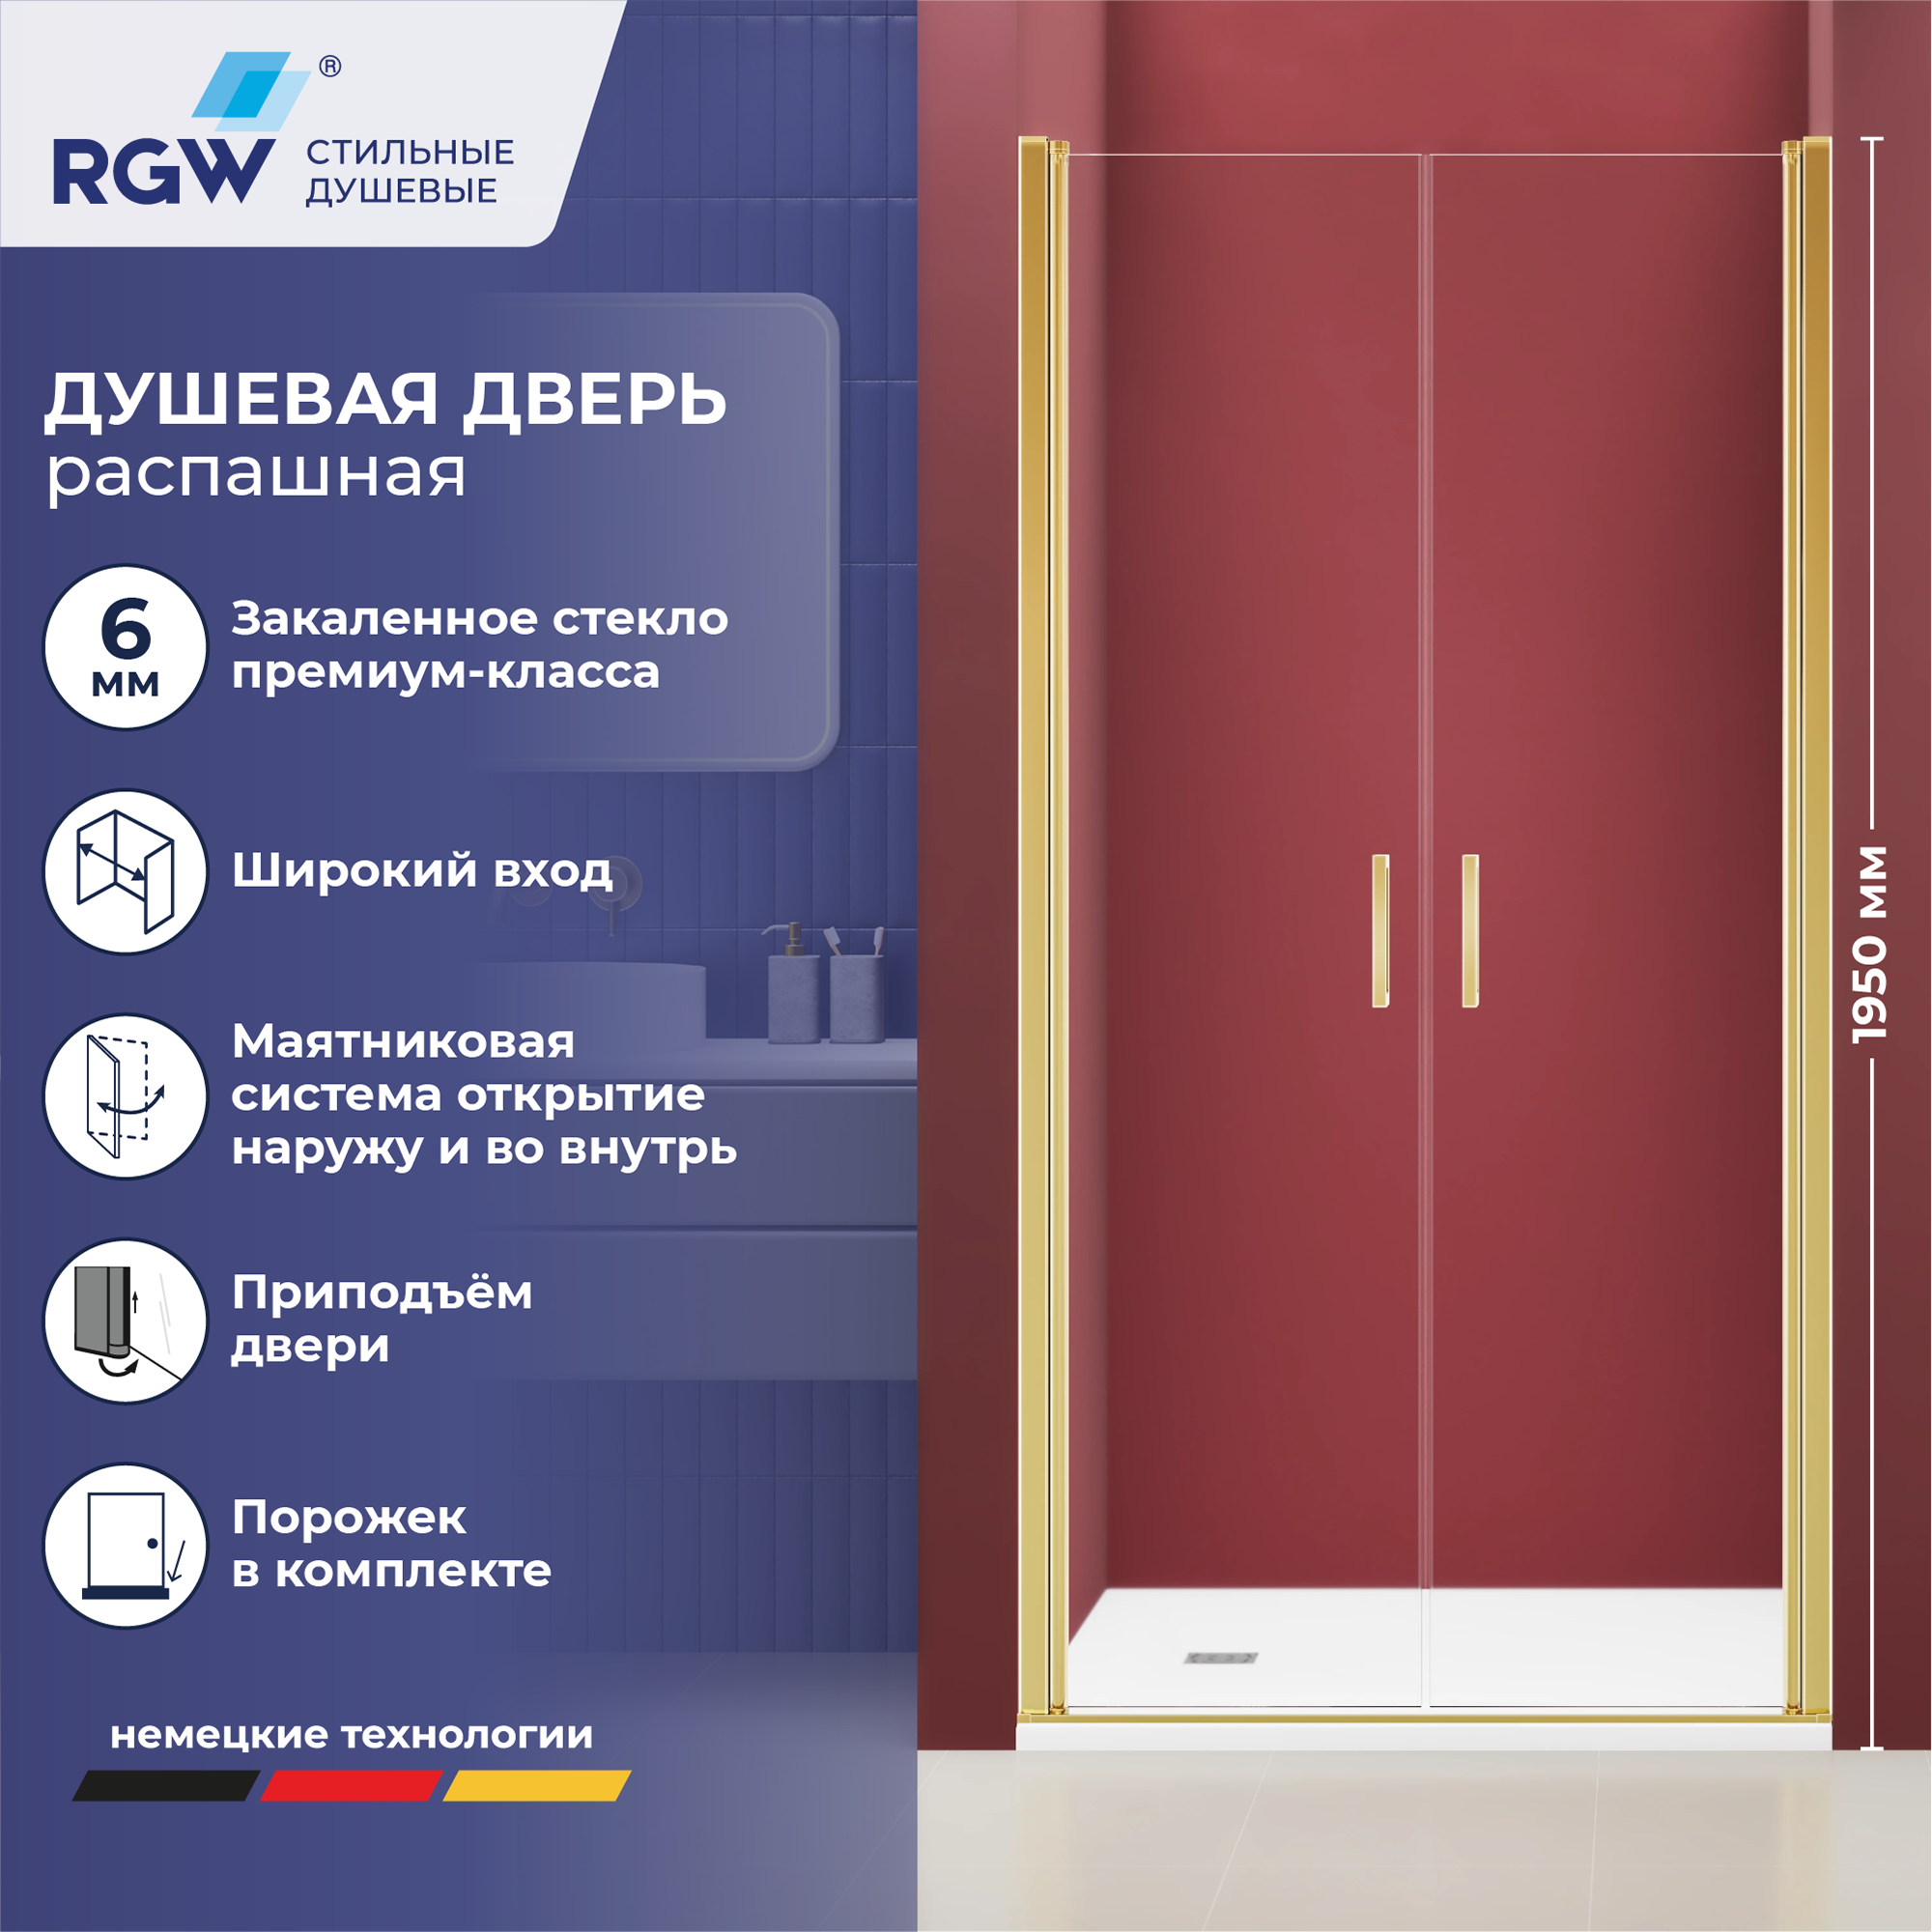 RGW®
СТИЛЬНЫЕ
ДУШЕВЫЕ
ДУШЕВАЯ ДВЕРЬ
распашная
6
мм
Закаленное стекло
премиум-класса
Широкий вход
Маятниковая
система открытие
наружу и во внутрь
Приподъём
двери
Порожек
в комплекте
немецкие технологии
1950 мм